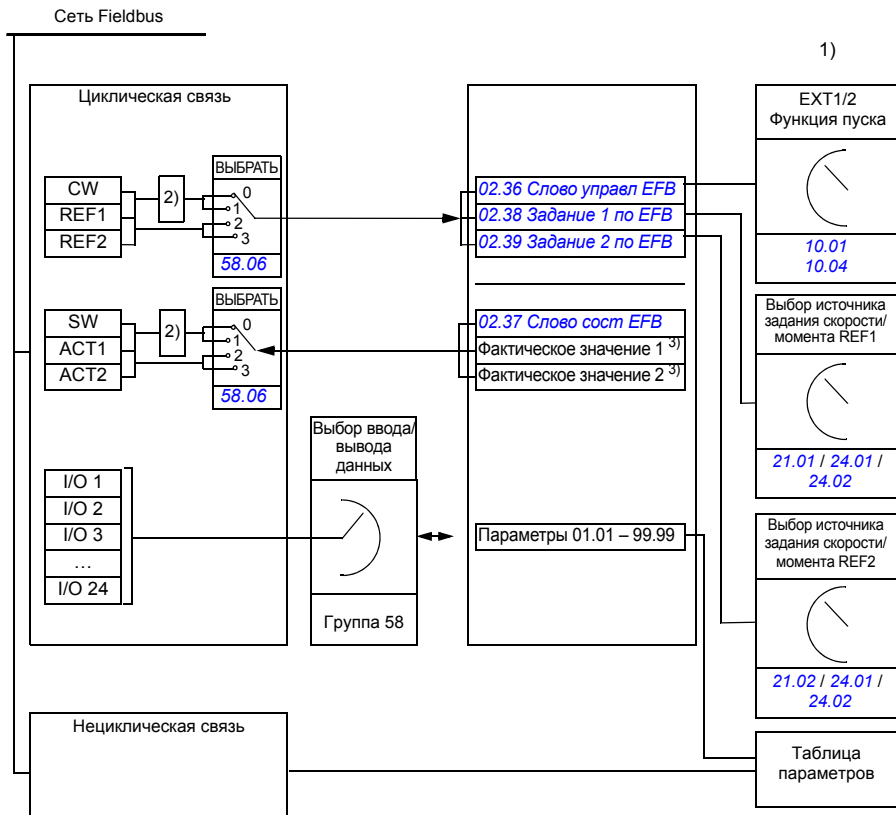 Сеть Fieldbus
1)
Циклическая связь
CW
REF1
REF2
2)
ВЫБРАТЬ
0
1
2
3
58.06
SW
ACT1
ACT2
2)
ВЫБРАТЬ
0
1
2
3
58.06
I/O 1
I/O 2
I/O 3
…
I/O 24
Выбор ввода/
вывода
данных
Группа 58
02.36 Слово управл EFB
02.38 Задание 1 по EFB
02.39 Задание 2 по EFB
02.37 Слово сост EFB
Фактическое значение 1 3)
Фактическое значение 2 3)
Параметры 01.01 – 99.99
EXT1/2
Функция пуска
10.01
10.04
Выбор источника
задания скорости/
момента REF1
21.01 / 24.01 /
24.02
Выбор источника
задания скорости/
момента REF2
21.02 / 24.01 /
24.02
Нециклическая связь
Таблица
параметров